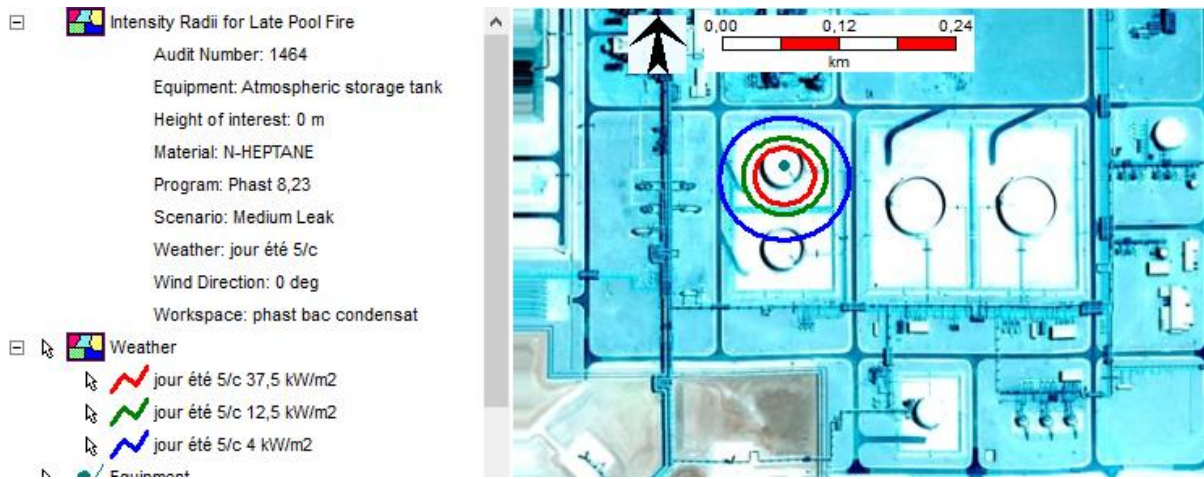 Intensity Radii for Late Pool Fire
Audit Number: 1464
Equipment: Atmospheric storage tank
Height of interest: 0 m
Material: N-HEPTANE
Program: Phast 8,23
Scenario: Medium Leak
Weather: jour été 5/c
Wind Direction: 0 deg
Workspace: phast bac condensat
Weather
jour été 5/c 37,5 kW/m2
jour été 5/c 12,5 kW/m2
jour été 5/c 4 kW/m2
Equipment
0,00 0,12 0,24
km